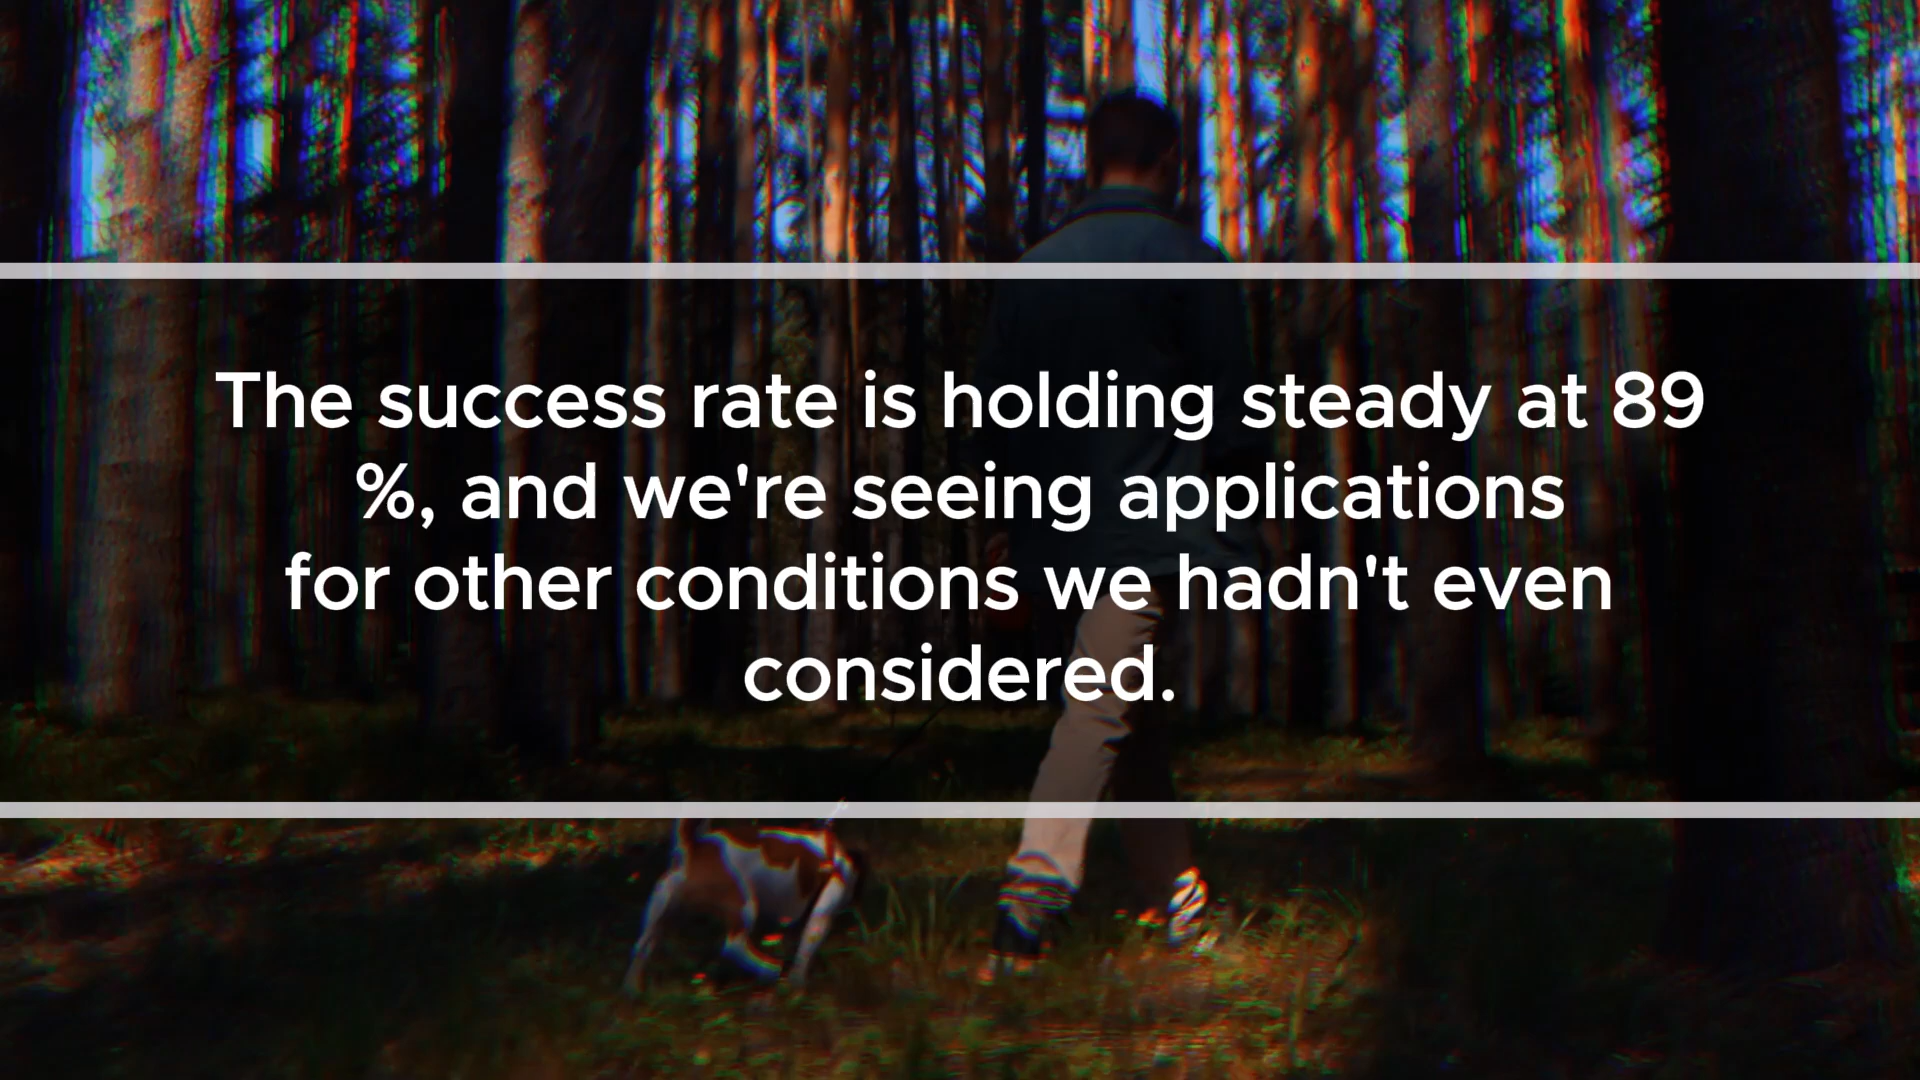 The success rate is holding steady at 89
%, and we're seeing applications
for other conditions we hadn't even
considered.